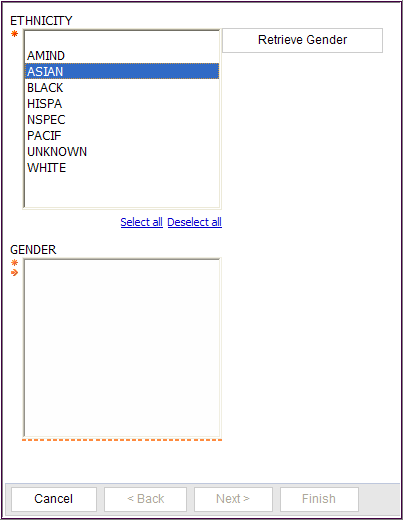 ETHNICITY
Retrieve Gender
AMIND
ASIAN
BLACK
HISPA
NSPEC
PACIF
UNKNOWN
WHITE
Select all Deselect all
GENDER
Cancel < Back Next > Finish